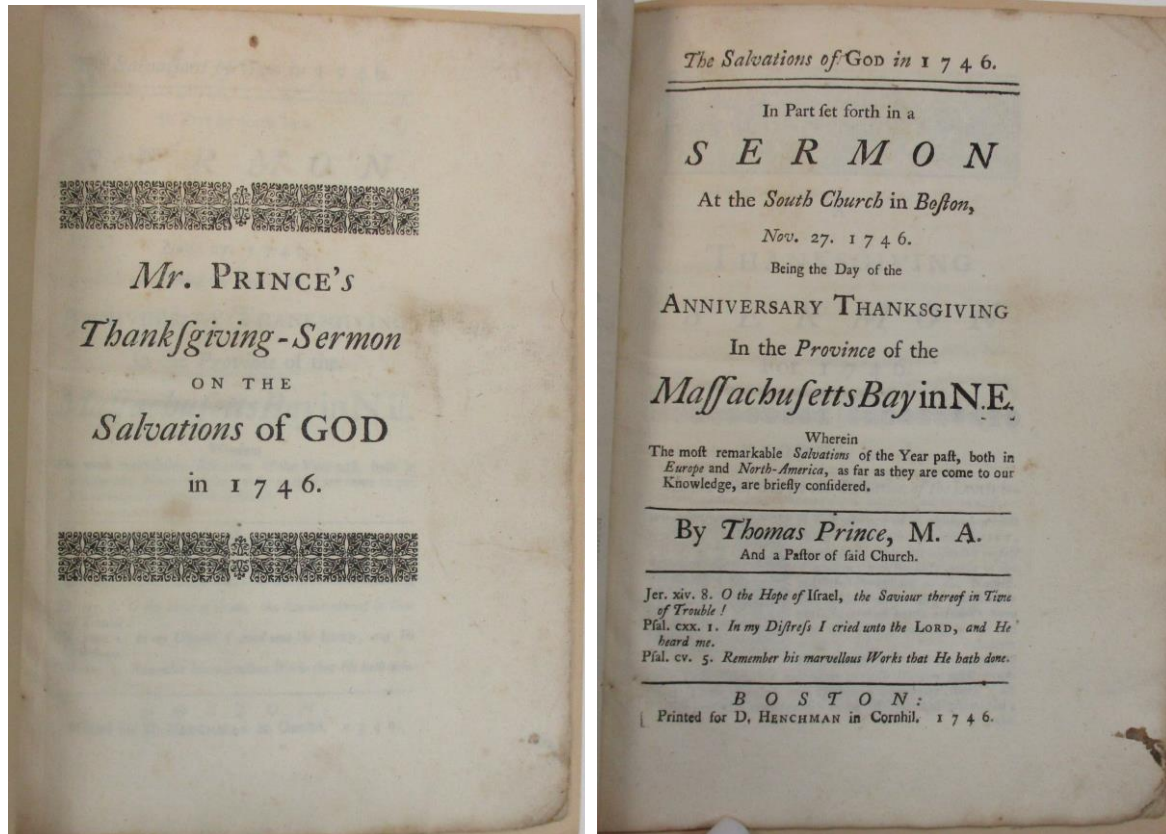 Mr. PRINCE's
Thankſgiving-Sermon
ON THE
Salvations of GOD
in 1746.
The Salvations of GOD in 1746.
In Part ſet forth in a
SERMON
At the South Church in Boſton,
Nov. 27. 1746.
Being the Day of the
ANNIVERSARY THANKSGIVING
In the Province of the
Maſſachuſetts Bay in N.E.
Wherein
The moſt remarkable Salvations of the Year paſt, both in
Europe and North-America, as far as they are come to our
Knowledge, are briefly conſidered.
By Thomas Prince, M. A.
And a Paſtor of ſaid Church.
Jer. xiv. 8. O the Hope of Iſrael, the Saviour thereof in Time
of Trouble !
Pſal. cxx. 1. In my Diſtreſs I cried unto the LORD, and He
heard me.
Pſal. cv. 5. Remember his marvellous Works that He hath done.
BOSTON:
Printed for D. HENCHMAN in Cornhil. 1746.